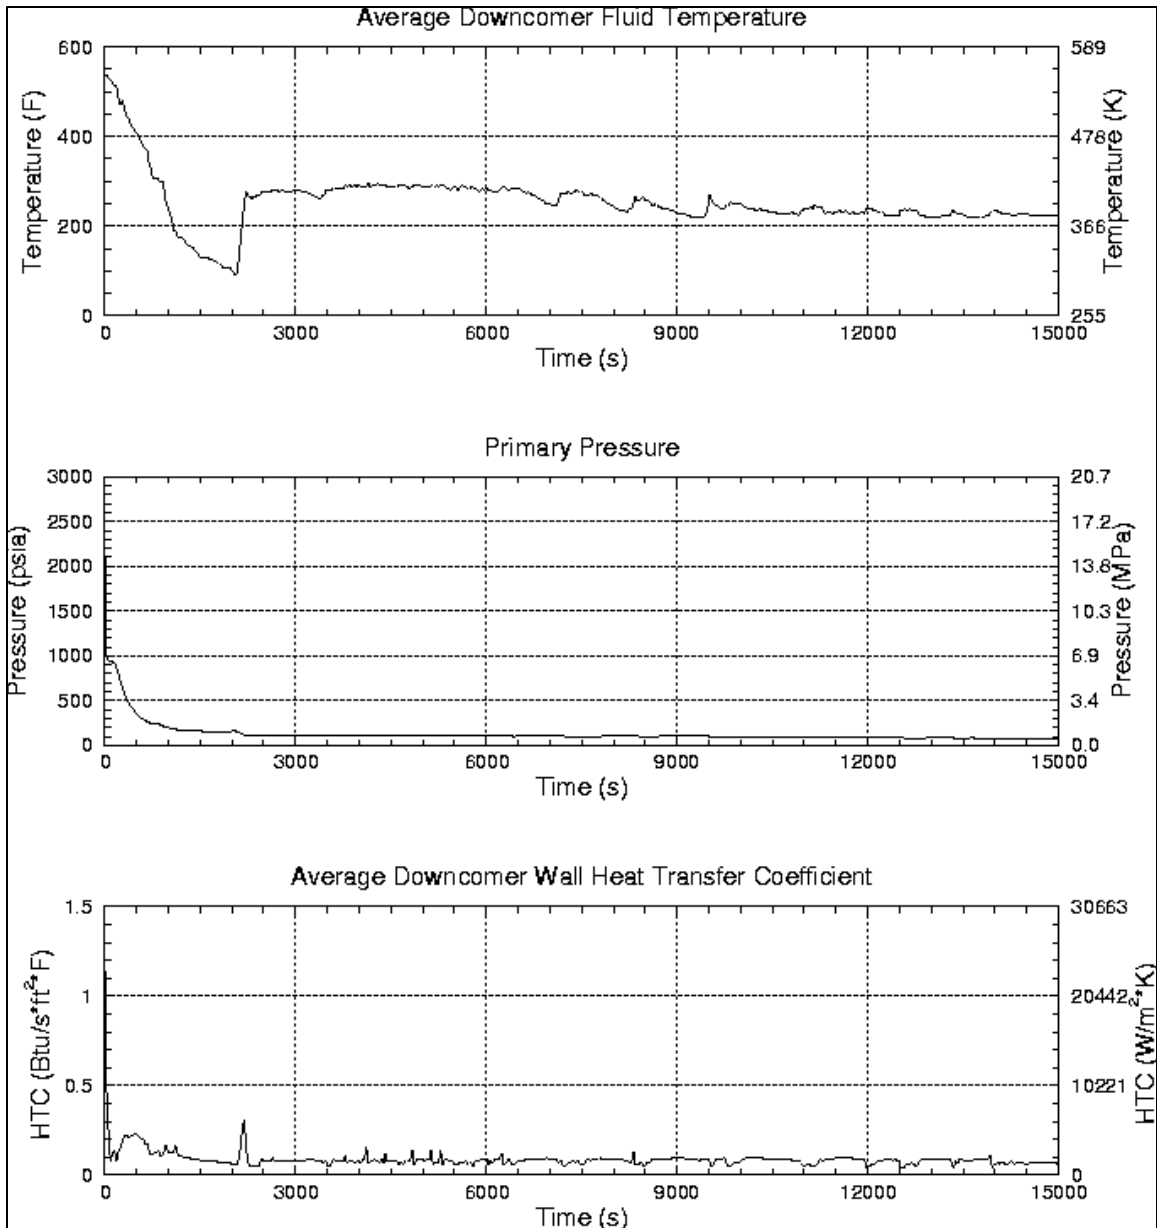 Average Downcomer Fluid Temperature
600
400
200
0
589
478
366
255
Temperature (F)
Temperature (K)
0 3000 6000 9000 12000 15000
Time (s)
Primary Pressure
3000
2500
2000
1500
1000
500
0
20.7
17.2
13.8
10.3
6.9
3.4
0.0
Pressure (psia)
Pressure (MPa)
0 3000 6000 9000 12000 15000
Time (s)
Average Downcomer Wall Heat Transfer Coefficient
1.5
1
0.5
0
30663
20442
10221
0
HTC (Btu/s*ft²*F)
HTC (W/m²*K)
0 3000 6000 9000 12000 15000
Time (s)